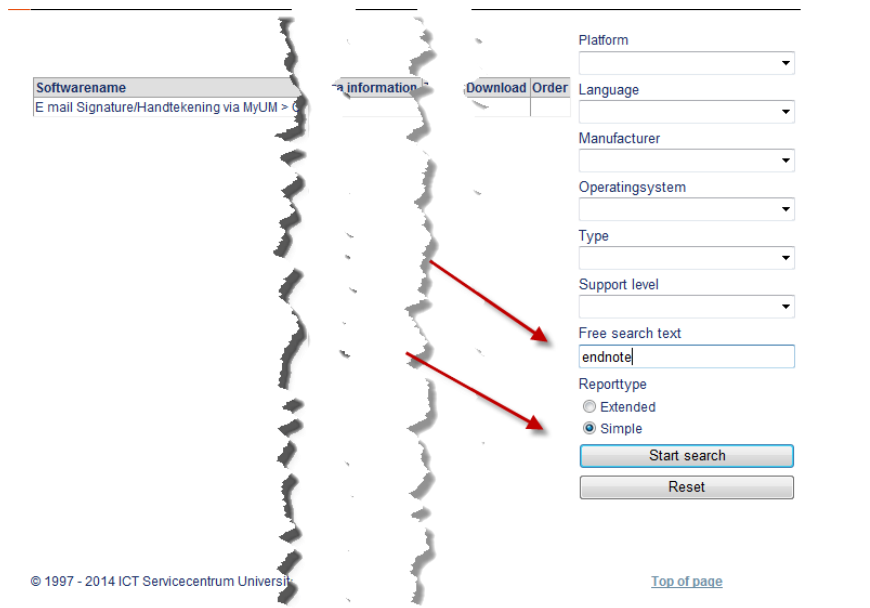 Softwarename information Download Order
E mail Signature/Handtekening via MyUM >
Platform
Language
Manufacturer
Operatingsystem
Type
Support level
Free search text
endnote
Reporttype
Extended
Simple
Start search
Reset
© 1997 - 2014 ICT Servicecentrum
Top of page